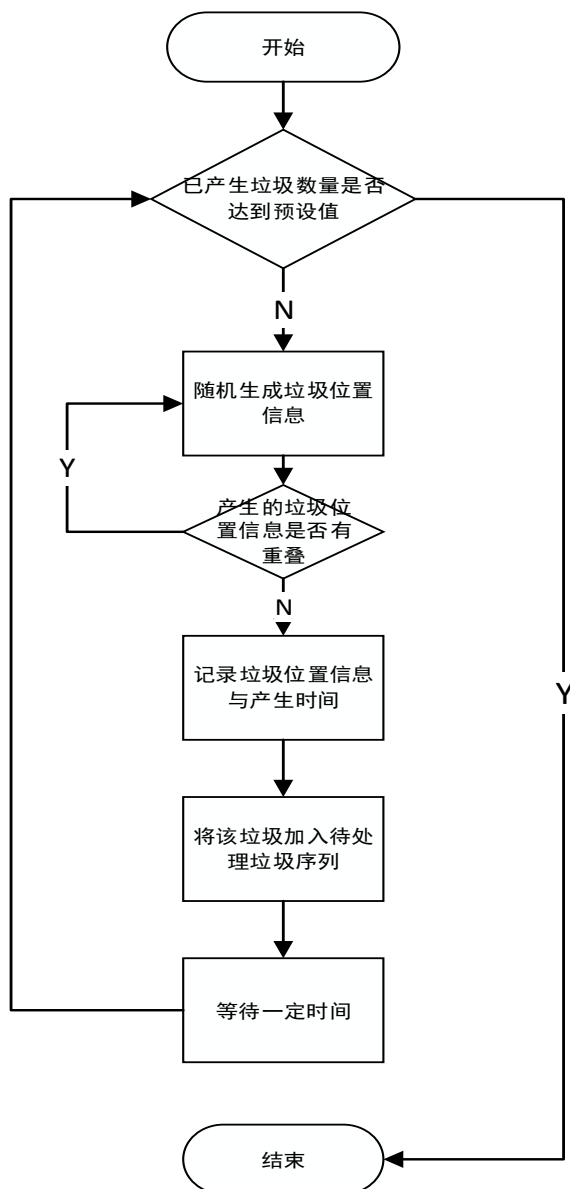 开始
已产生垃圾数量是否
达到预设值
N
随机生成垃圾位置
信息
Y
产生的垃圾位
置信息是否有
重叠
N
记录垃圾位置信息
与产生时间
Y
将该垃圾加入待处
理垃圾序列
等待一定时间
结束